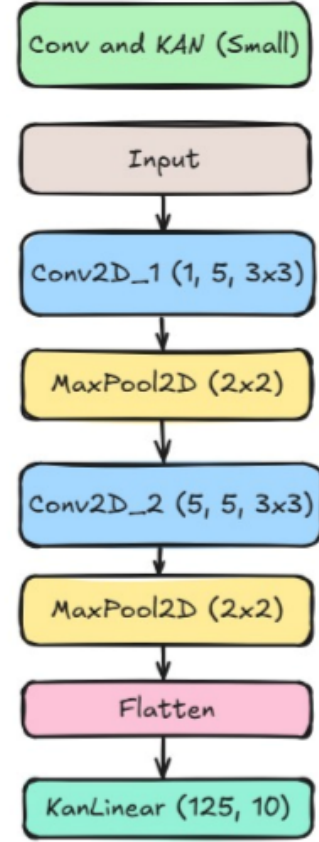 Conv and KAN (Small)
Input
Conv2D_1 (1, 5, 3x3)
MaxPool2D (2x2)
Conv2D_2 (5, 5, 3x3)
MaxPool2D (2x2)
Flatten
KanLinear (125, 10)